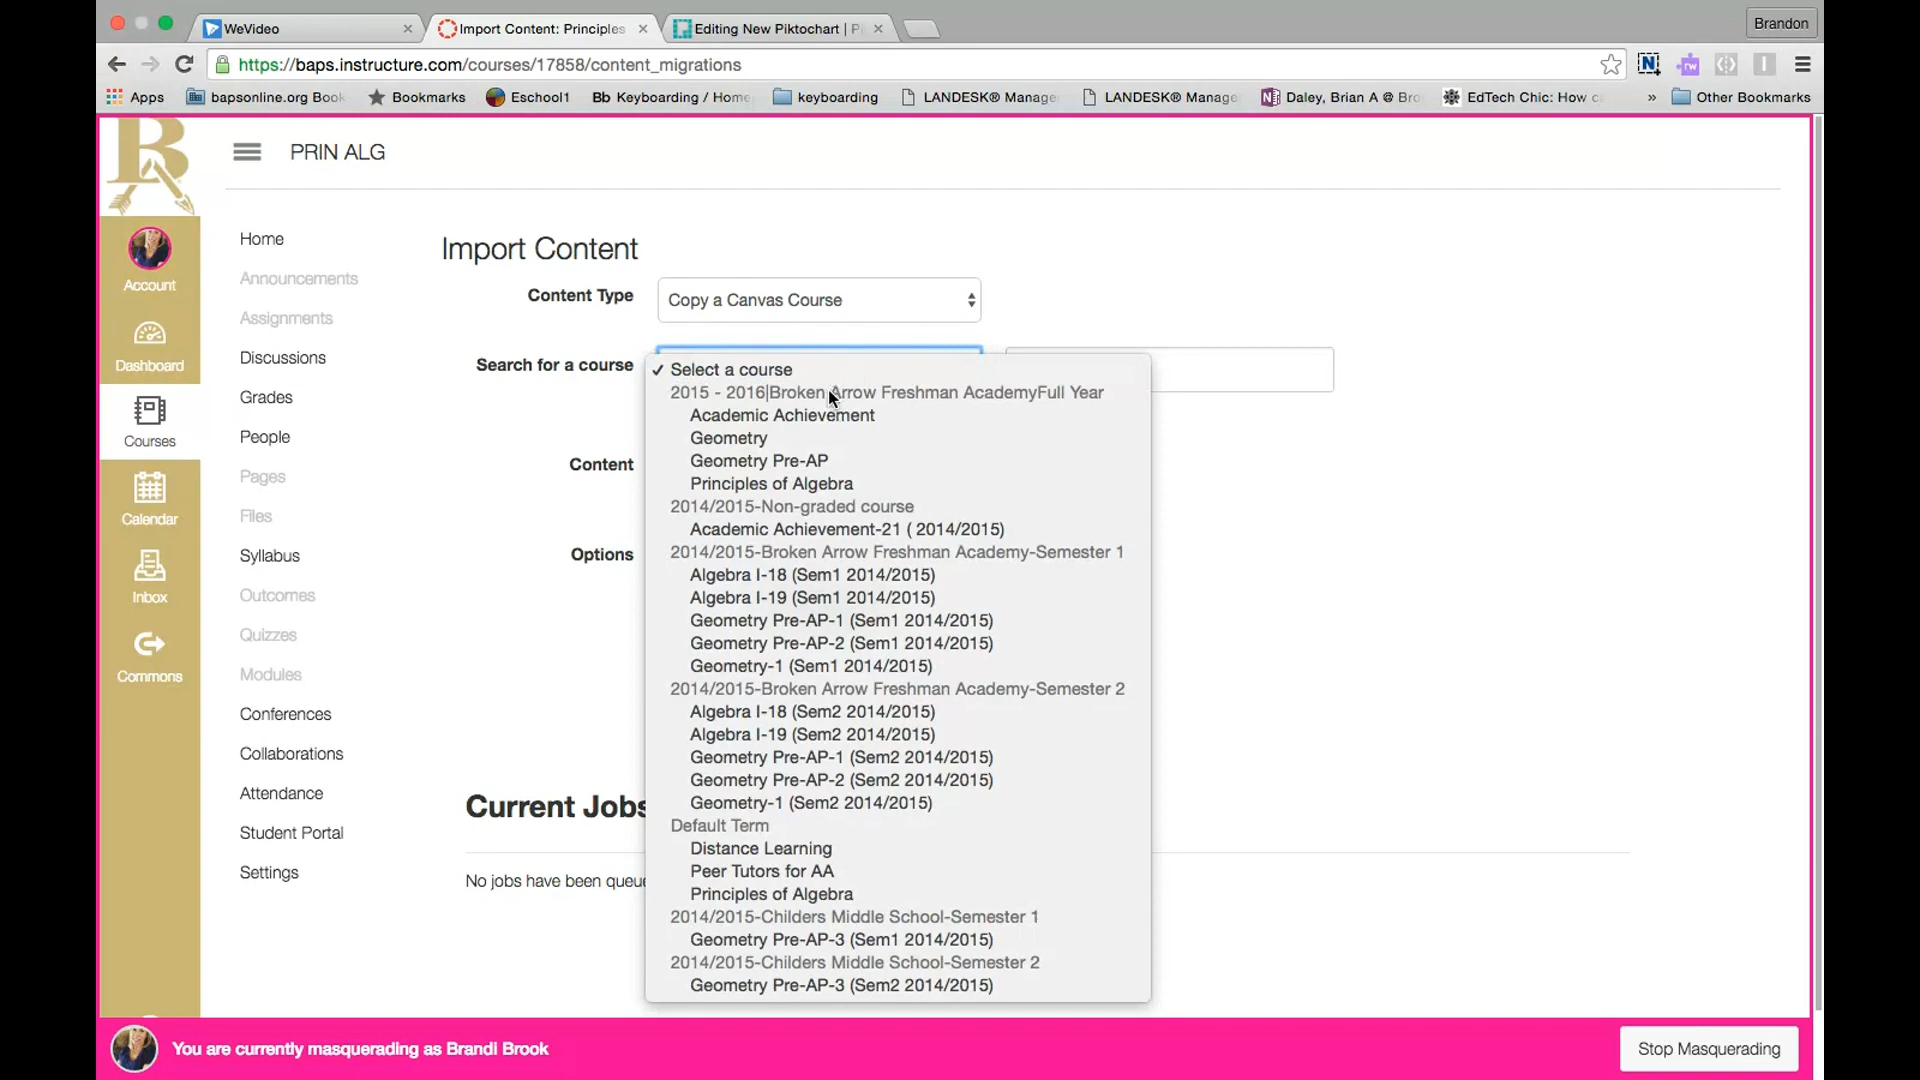 WeVideo
Import Content: Principles
Editing New Piktochart | P
Brandon
https://baps.instructure.com/courses/17858/content_migrations
Apps
bapsonline.org Book
Bookmarks
Eschool1
Bb Keyboarding / Home
keyboarding
LANDESK® Manage
LANDESK® Manage
Daley, Brian A @ Bro
EdTech Chic: How c
» Other Bookmarks
PRIN ALG
Account
Dashboard
Courses
Calendar
Inbox
Commons
Home
Announcements
Assignments
Discussions
Grades
People
Pages
Files
Syllabus
Outcomes
Quizzes
Modules
Conferences
Collaborations
Attendance
Student Portal
Settings
Import Content
Content Type
Copy a Canvas Course
Search for a course
Content
Options
✓ Select a course
2015 - 2016|Broken Arrow Freshman AcademyFull Year
Academic Achievement
Geometry
Geometry Pre-AP
Principles of Algebra
2014/2015-Non-graded course
Academic Achievement-21 ( 2014/2015)
2014/2015-Broken Arrow Freshman Academy-Semester 1
Algebra I-18 (Sem1 2014/2015)
Algebra I-19 (Sem1 2014/2015)
Geometry Pre-AP-1 (Sem1 2014/2015)
Geometry Pre-AP-2 (Sem1 2014/2015)
Geometry-1 (Sem1 2014/2015)
2014/2015-Broken Arrow Freshman Academy-Semester 2
Algebra I-18 (Sem2 2014/2015)
Algebra I-19 (Sem2 2014/2015)
Geometry Pre-AP-1 (Sem2 2014/2015)
Geometry Pre-AP-2 (Sem2 2014/2015)
Geometry-1 (Sem2 2014/2015)
Default Term
Distance Learning
Peer Tutors for AA
Principles of Algebra
2014/2015-Childers Middle School-Semester 1
Geometry Pre-AP-3 (Sem1 2014/2015)
2014/2015-Childers Middle School-Semester 2
Geometry Pre-AP-3 (Sem2 2014/2015)
Current Jobs
No jobs have been queue
You are currently masquerading as Brandi Brook
Stop Masquerading